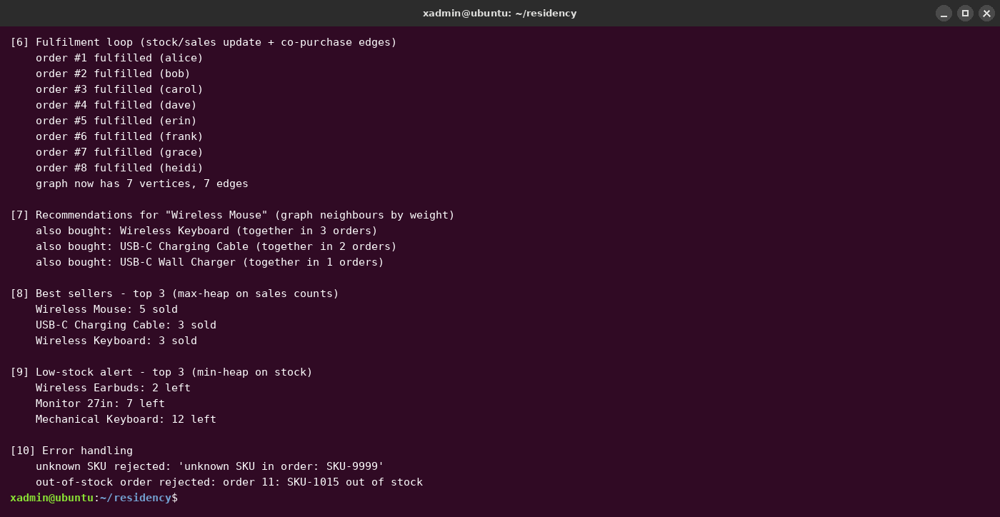 xadmin@ubuntu: ~/residency
[6] Fulfilment loop (stock/sales update + co-purchase edges)
    order #1 fulfilled (alice)
    order #2 fulfilled (bob)
    order #3 fulfilled (carol)
    order #4 fulfilled (dave)
    order #5 fulfilled (erin)
    order #6 fulfilled (frank)
    order #7 fulfilled (grace)
    order #8 fulfilled (heidi)
    graph now has 7 vertices, 7 edges

[7] Recommendations for "Wireless Mouse" (graph neighbours by weight)
    also bought: Wireless Keyboard (together in 3 orders)
    also bought: USB-C Charging Cable (together in 2 orders)
    also bought: USB-C Wall Charger (together in 1 orders)

[8] Best sellers - top 3 (max-heap on sales counts)
    Wireless Mouse: 5 sold
    USB-C Charging Cable: 3 sold
    Wireless Keyboard: 3 sold

[9] Low-stock alert - top 3 (min-heap on stock)
    Wireless Earbuds: 2 left
    Monitor 27in: 7 left
    Mechanical Keyboard: 12 left

[10] Error handling
    unknown SKU rejected: 'unknown SKU in order: SKU-9999'
    out-of-stock order rejected: order 11: SKU-1015 out of stock
xadmin@ubuntu:~/residency$